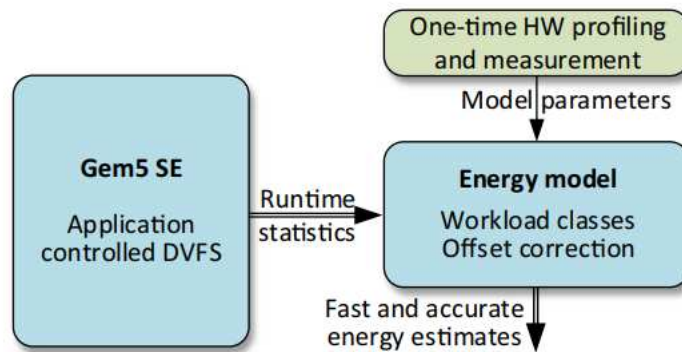 One-time HW profiling
and measurement
Model parameters
Gem5 SE
Application
controlled DVFS
Runtime
statistics
Energy model
Workload classes
Offset correction
Fast and accurate
energy estimates